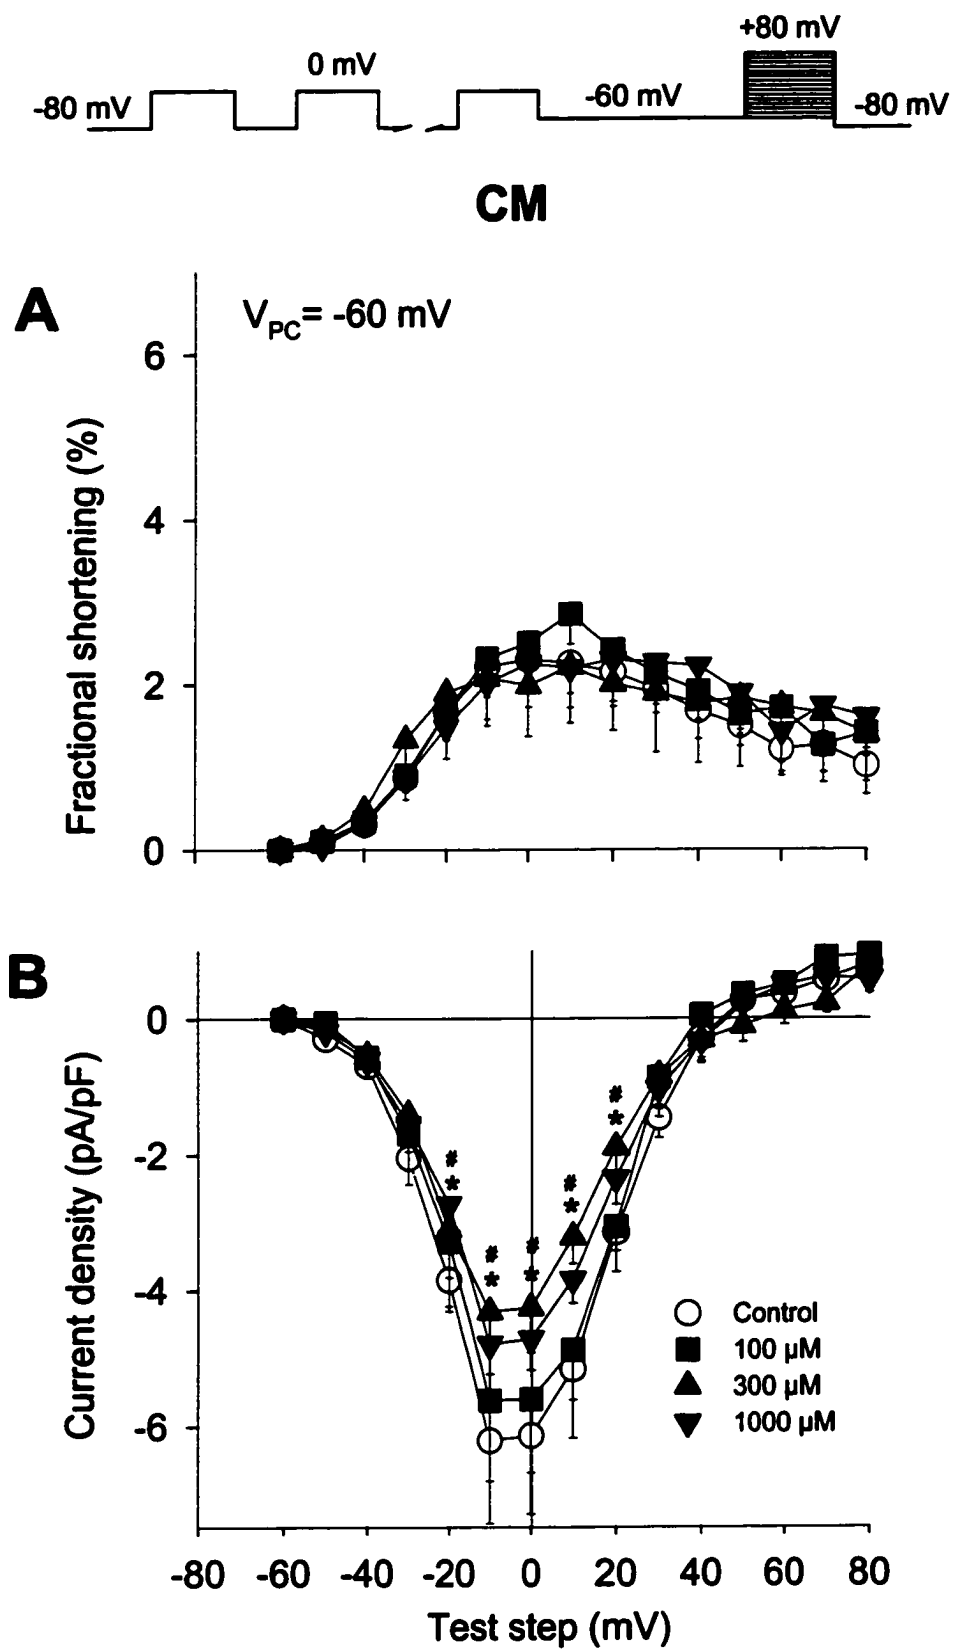 +80 mV
0 mV
-80 mV
-60 mV
-80 mV
CM
A
V_PC= -60 mV
6
4
2
0
Fractional shortening (%)
B
0
-2
-4
-6
Current density (pA/pF)
#
*
#
*
#
*
#
*
#
*
Control
100 µM
300 µM
1000 µM
-80 -60 -40 -20 0 20 40 60 80
Test step (mV)